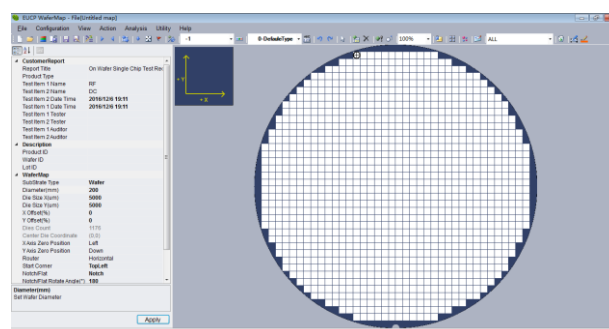 EUCP WaferMap - File(Untitled map)
File Configuration View Action Analysis Utility Help
-1 0-DefaultType 100% ALL
CustomerReport
Report Title On Wafer Single Chip Test Rec
Product Type
Test Item 1 Name RF
Test Item 2 Name DC
Test Item 2 Date Time 2016/12/6 19:11
Test Item 1 Date Time 2016/12/6 19:11
Test Item 1 Tester
Test Item 2 Tester
Test Item 1 Auditor
Test Item 2 Auditor
Description
Product ID
Wafer ID
Lot ID
WaferMap
SubStrate Type Wafer
Diameter(mm) 200
Die Size X(um) 5000
Die Size Y(um) 5000
X Offset(%) 0
Y Offset(%) 0
Dies Count 1176
Center Die Coordinate (0,0)
X Axis Zero Position Left
Y Axis Zero Position Down
Router Horizontal
Start Corner TopLeft
Notch/Flat Notch
Notch/Flat Rotate Angle(°) 180
Diameter(mm)
Set Wafer Diameter
Apply
+ Y
+ X